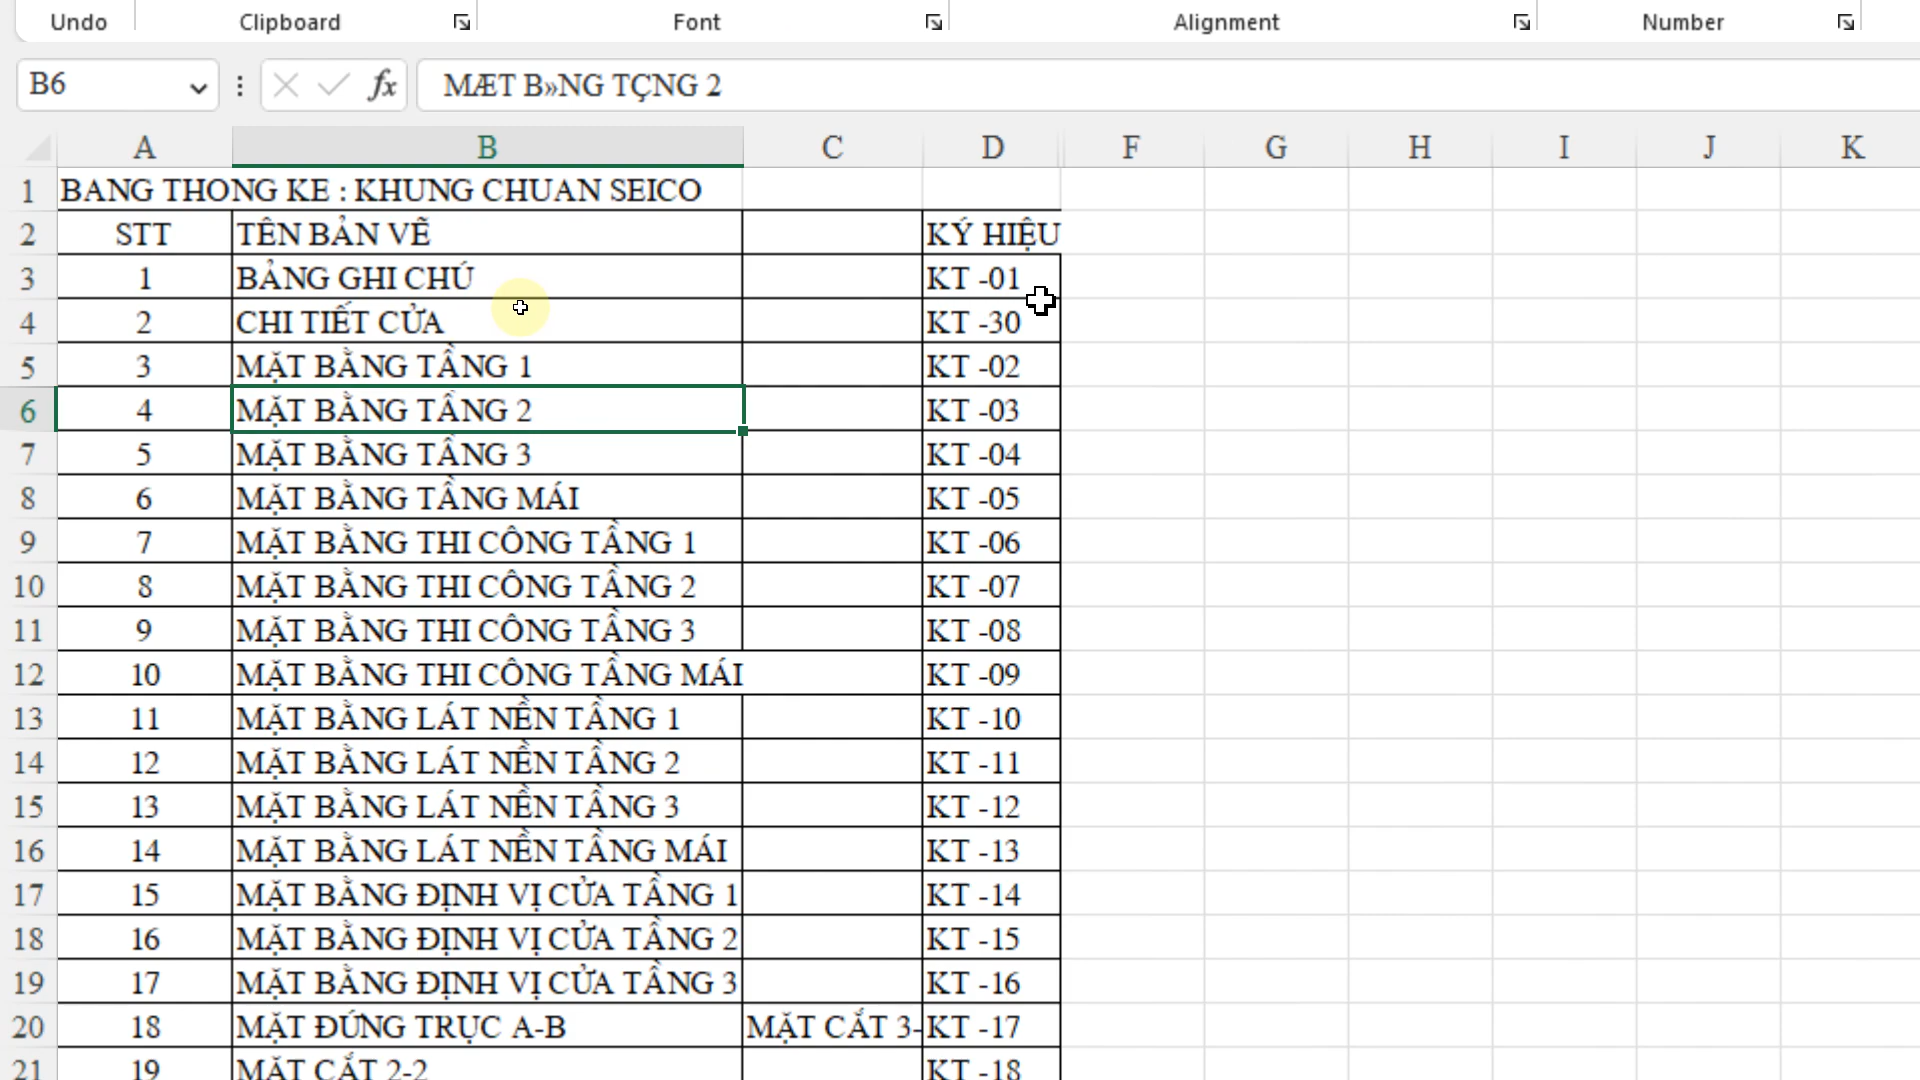 Undo Clipboard Font Alignment Number
B6 fx MÆT B»NG TÇNG 2
A B C D F G H I J K
1 BANG THONG KE : KHUNG CHUAN SEICO
2 STT TÊN BẢN VẼ KÝ HIỆU
3 1 BẢNG GHI CHÚ KT -01
4 2 CHI TIẾT CỬA KT -30
5 3 MẶT BẰNG TẦNG 1 KT -02
6 4 MẶT BẰNG TẦNG 2 KT -03
7 5 MẶT BẰNG TẦNG 3 KT -04
8 6 MẶT BẰNG TẦNG MÁI KT -05
9 7 MẶT BẰNG THI CÔNG TẦNG 1 KT -06
10 8 MẶT BẰNG THI CÔNG TẦNG 2 KT -07
11 9 MẶT BẰNG THI CÔNG TẦNG 3 KT -08
12 10 MẶT BẰNG THI CÔNG TẦNG MÁI KT -09
13 11 MẶT BẰNG LÁT NỀN TẦNG 1 KT -10
14 12 MẶT BẰNG LÁT NỀN TẦNG 2 KT -11
15 13 MẶT BẰNG LÁT NỀN TẦNG 3 KT -12
16 14 MẶT BẰNG LÁT NỀN TẦNG MÁI KT -13
17 15 MẶT BẰNG ĐỊNH VỊ CỬA TẦNG 1 KT -14
18 16 MẶT BẰNG ĐỊNH VỊ CỬA TẦNG 2 KT -15
19 17 MẶT BẰNG ĐỊNH VỊ CỬA TẦNG 3 KT -16
20 18 MẶT ĐỨNG TRỤC A-B MẶT CẮT 3- KT -17
21 19 MẶT CẮT 2-2 KT -18